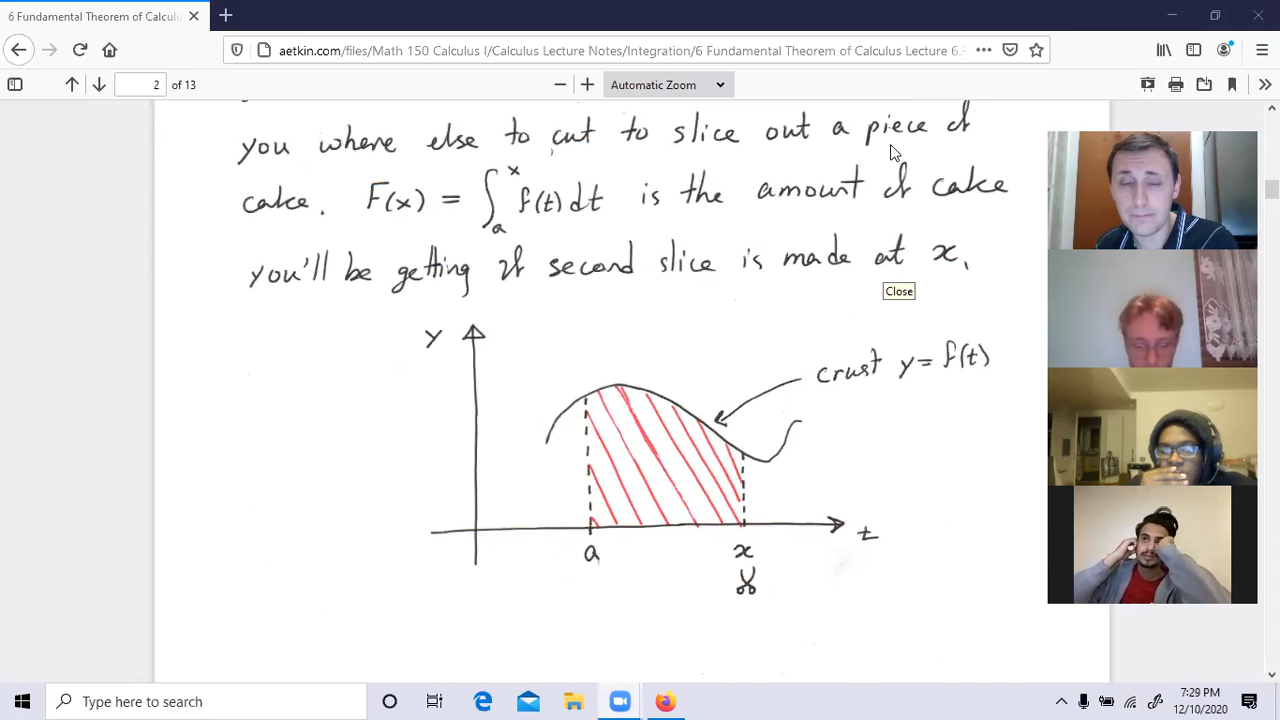 6 Fundamental Theorem of Calculu
aetkin.com/files/Math 150 Calculus I/Calculus Lecture Notes/Integration/6 Fundamental Theorem of Calculus Lecture 6.
2 of 13
Automatic Zoom
you where else to cut to slice out a piece of
cake. F(x) = ∫_a^x f(t) dt is the amount of cake
you'll be getting if second slice is made at x.
Close
y
crust y = f(t)
a x t
Type here to search
7:29 PM
12/10/2020